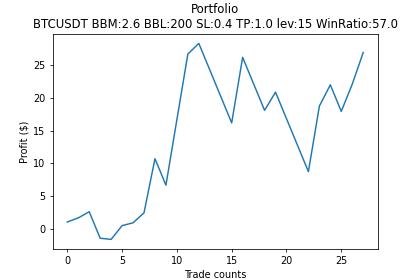 Portfolio
BTCUSDT BBM:2.6 BBL:200 SL:0.4 TP:1.0 lev:15 WinRatio:57.0
25
20
15
10
5
0
Profit ($)
0 5 10 15 20 25
Trade counts